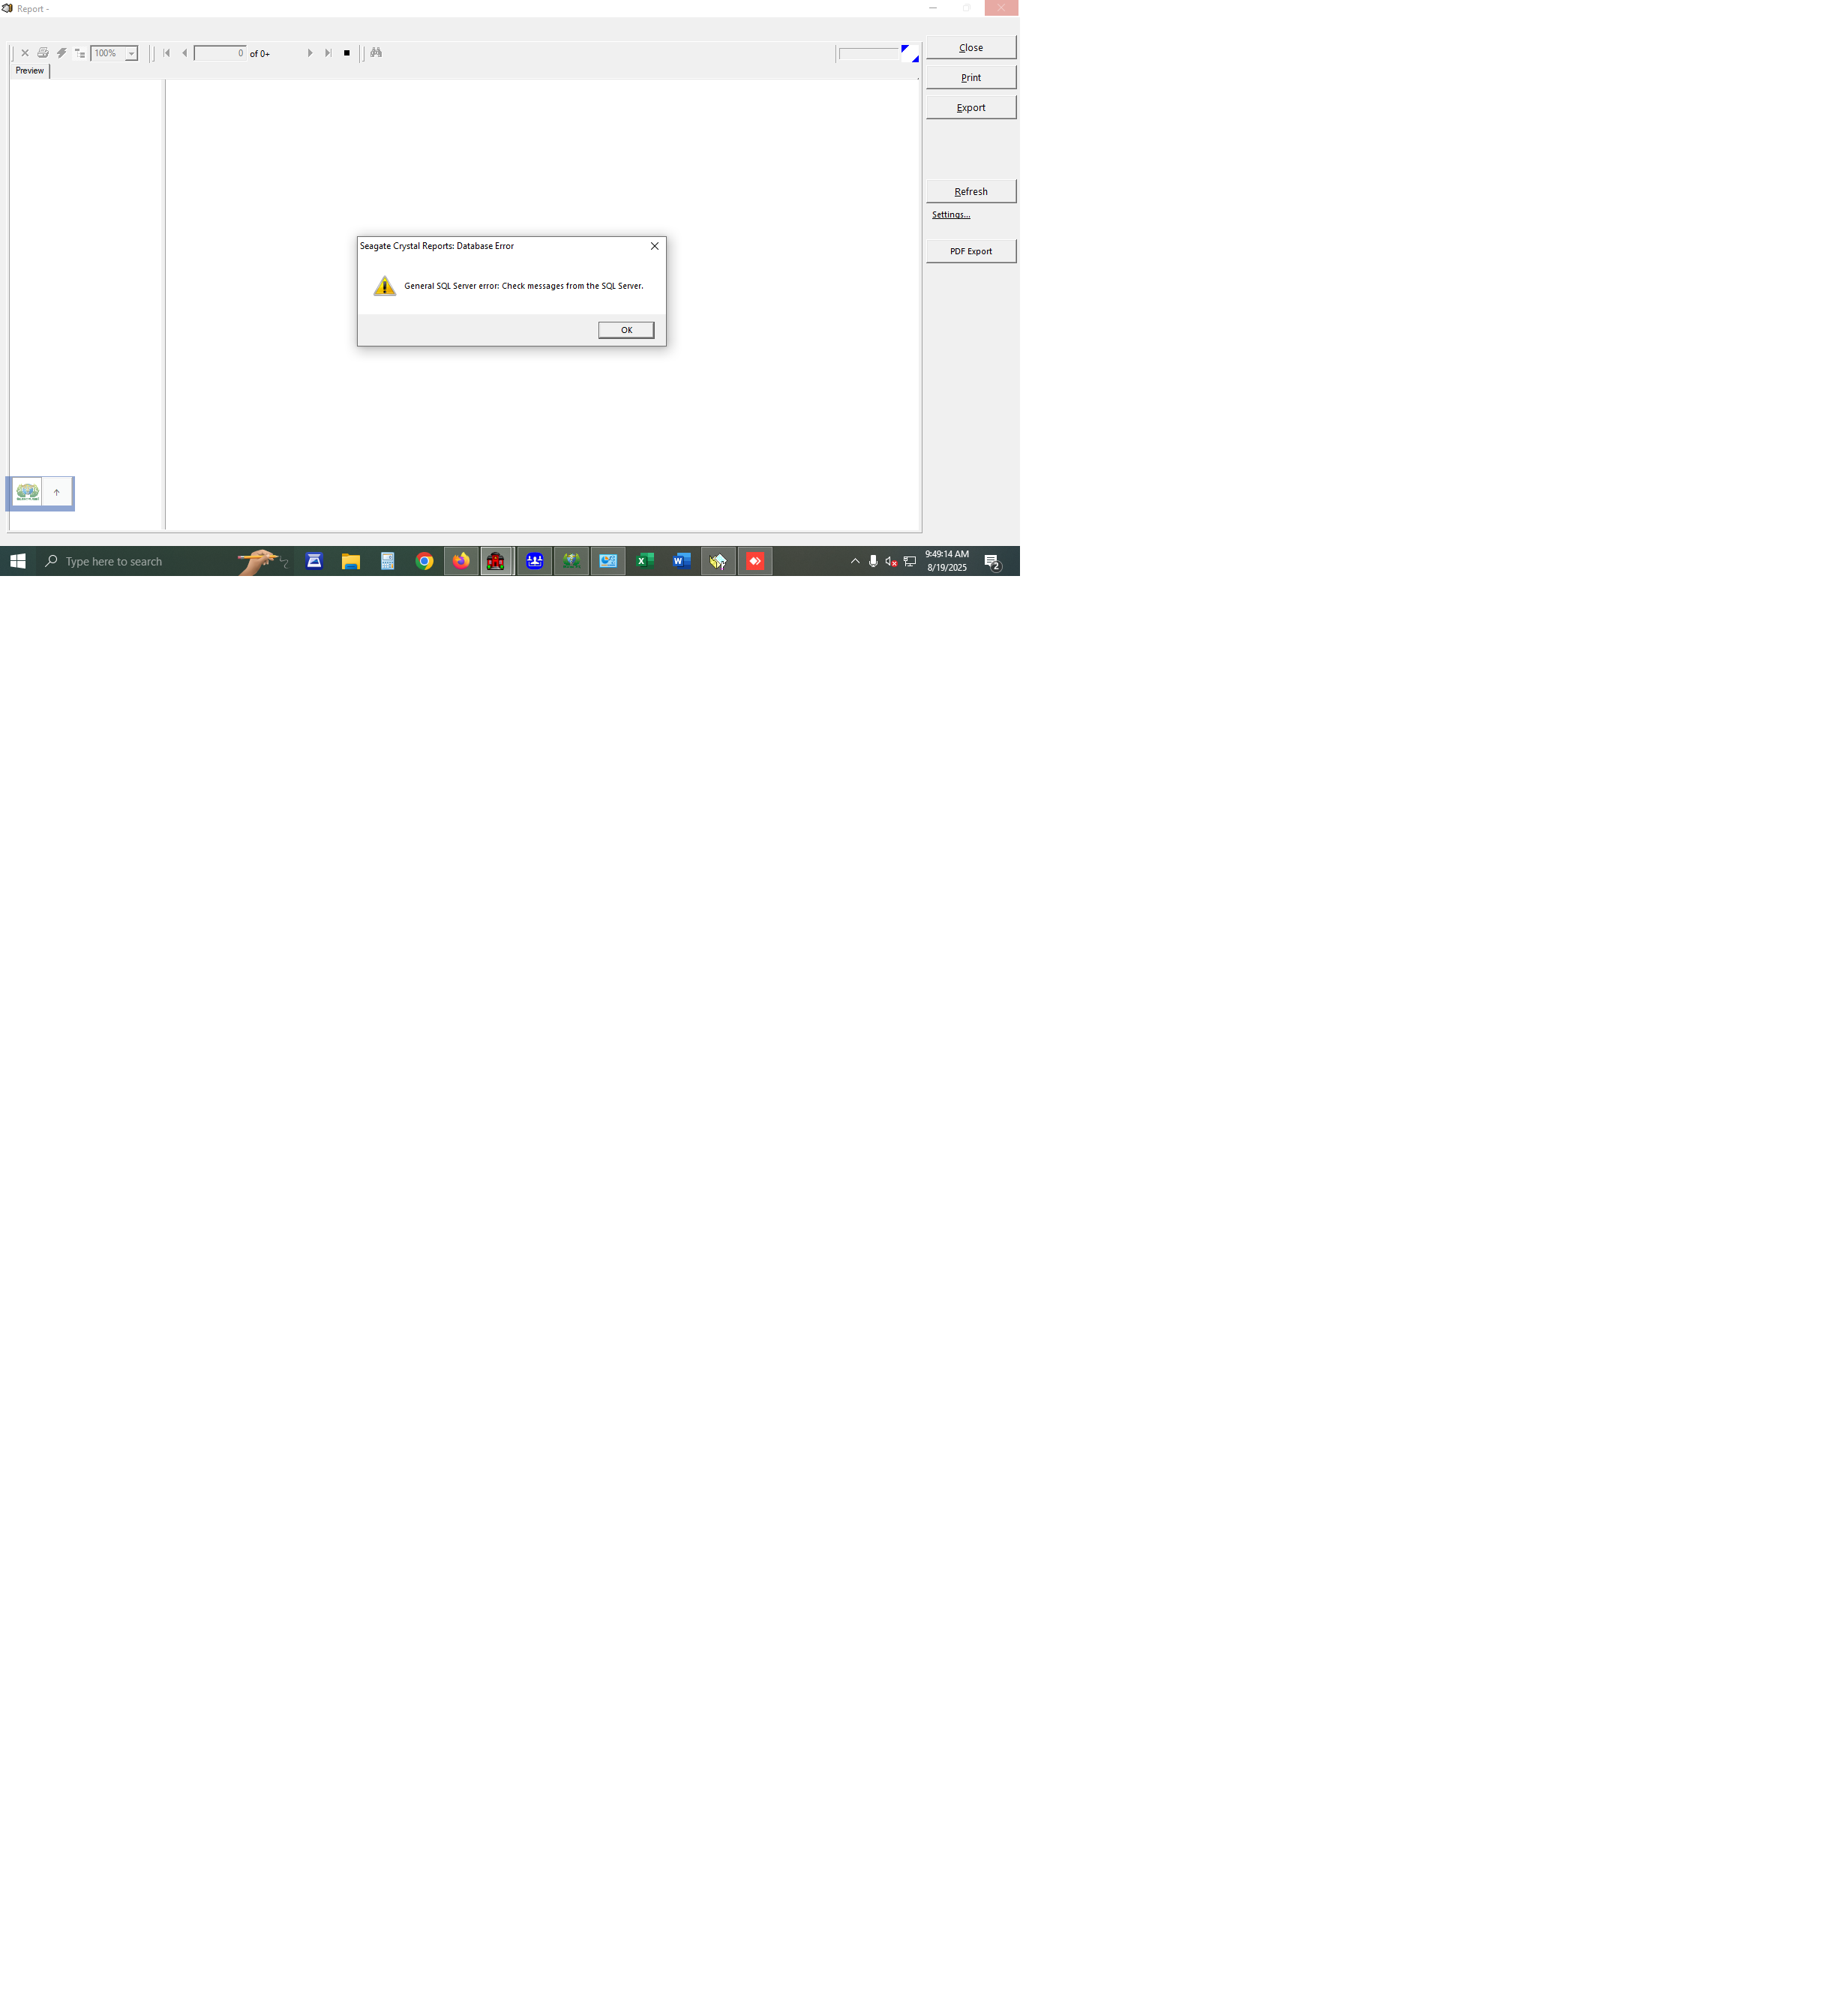 Report -
100%
0
of 0+
Preview
Close
Print
Export
Refresh
Settings...
PDF Export
Seagate Crystal Reports: Database Error
General SQL Server error: Check messages from the SQL Server.
OK
Type here to search
9:49:14 AM
8/19/2025
2